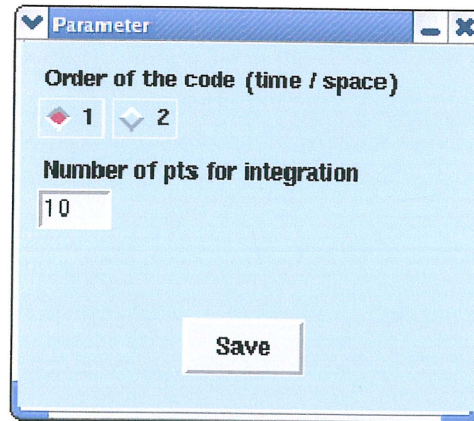 Parameter
Order of the code (time / space)
1 2
Number of pts for integration
10
Save